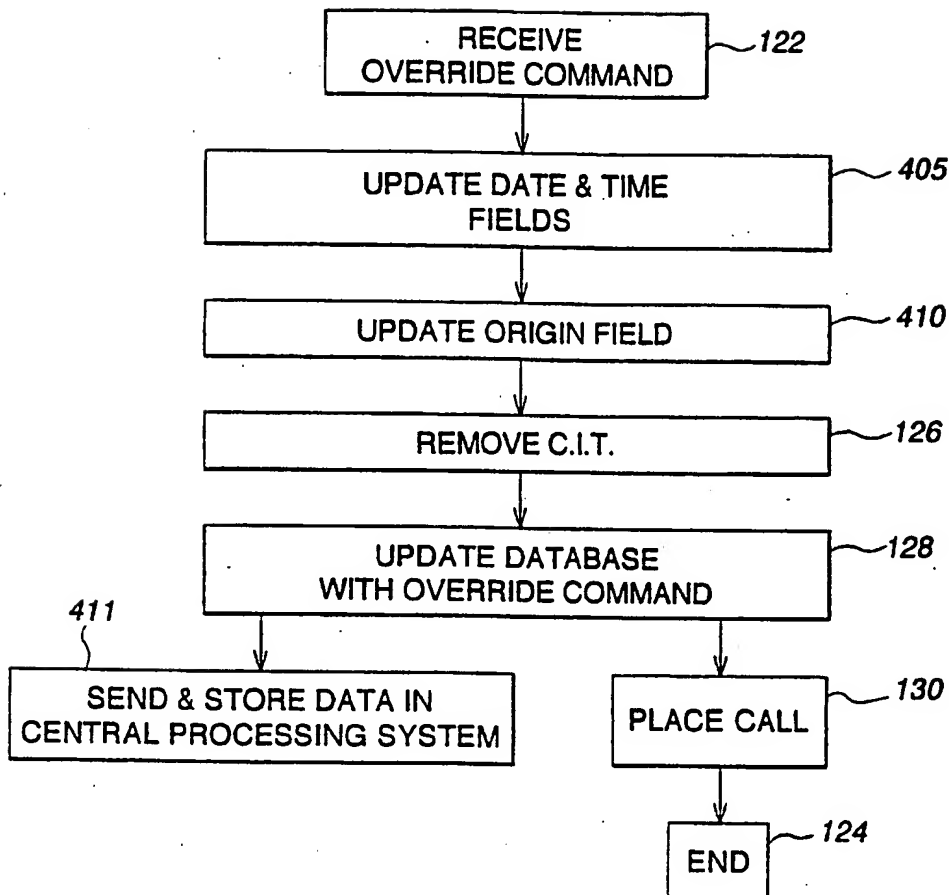 RECEIVE
OVERRIDE COMMAND
122
UPDATE DATE & TIME
FIELDS
405
UPDATE ORIGIN FIELD
410
REMOVE C.I.T.
126
UPDATE DATABASE
WITH OVERRIDE COMMAND
128
411
SEND & STORE DATA IN
CENTRAL PROCESSING SYSTEM
PLACE CALL
130
END
124